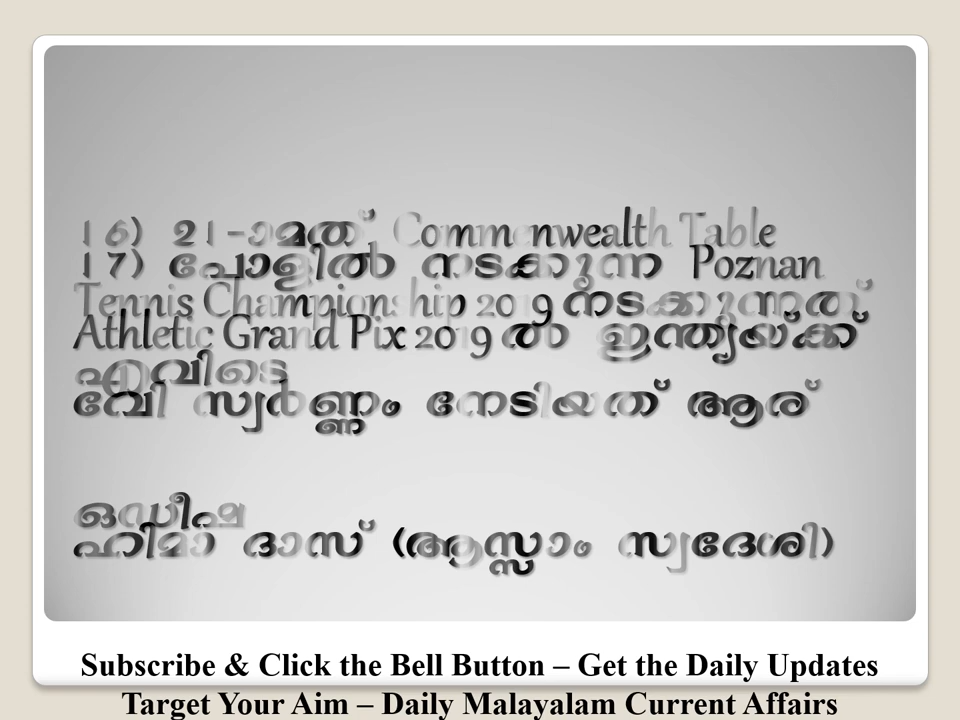 16) 21-ാമത് Commonwealth Table
17) പോളിൽ നടക്കുന്ന Poznan
Tennis Championship 2019 നടക്കുന്നത്
Athletic Grand Pix 2019 ൽ ഇന്ത്യയ്ക്ക്
എവിടെ
വേ‌ി സ്വർണ്ണം നേടിയത് ആര്
ഒഡീഷ
ഹിമാ ദാസ് (ആസ്സാം സ്വദേശി)
Subscribe & Click the Bell Button – Get the Daily Updates
Target Your Aim – Daily Malayalam Current Affairs